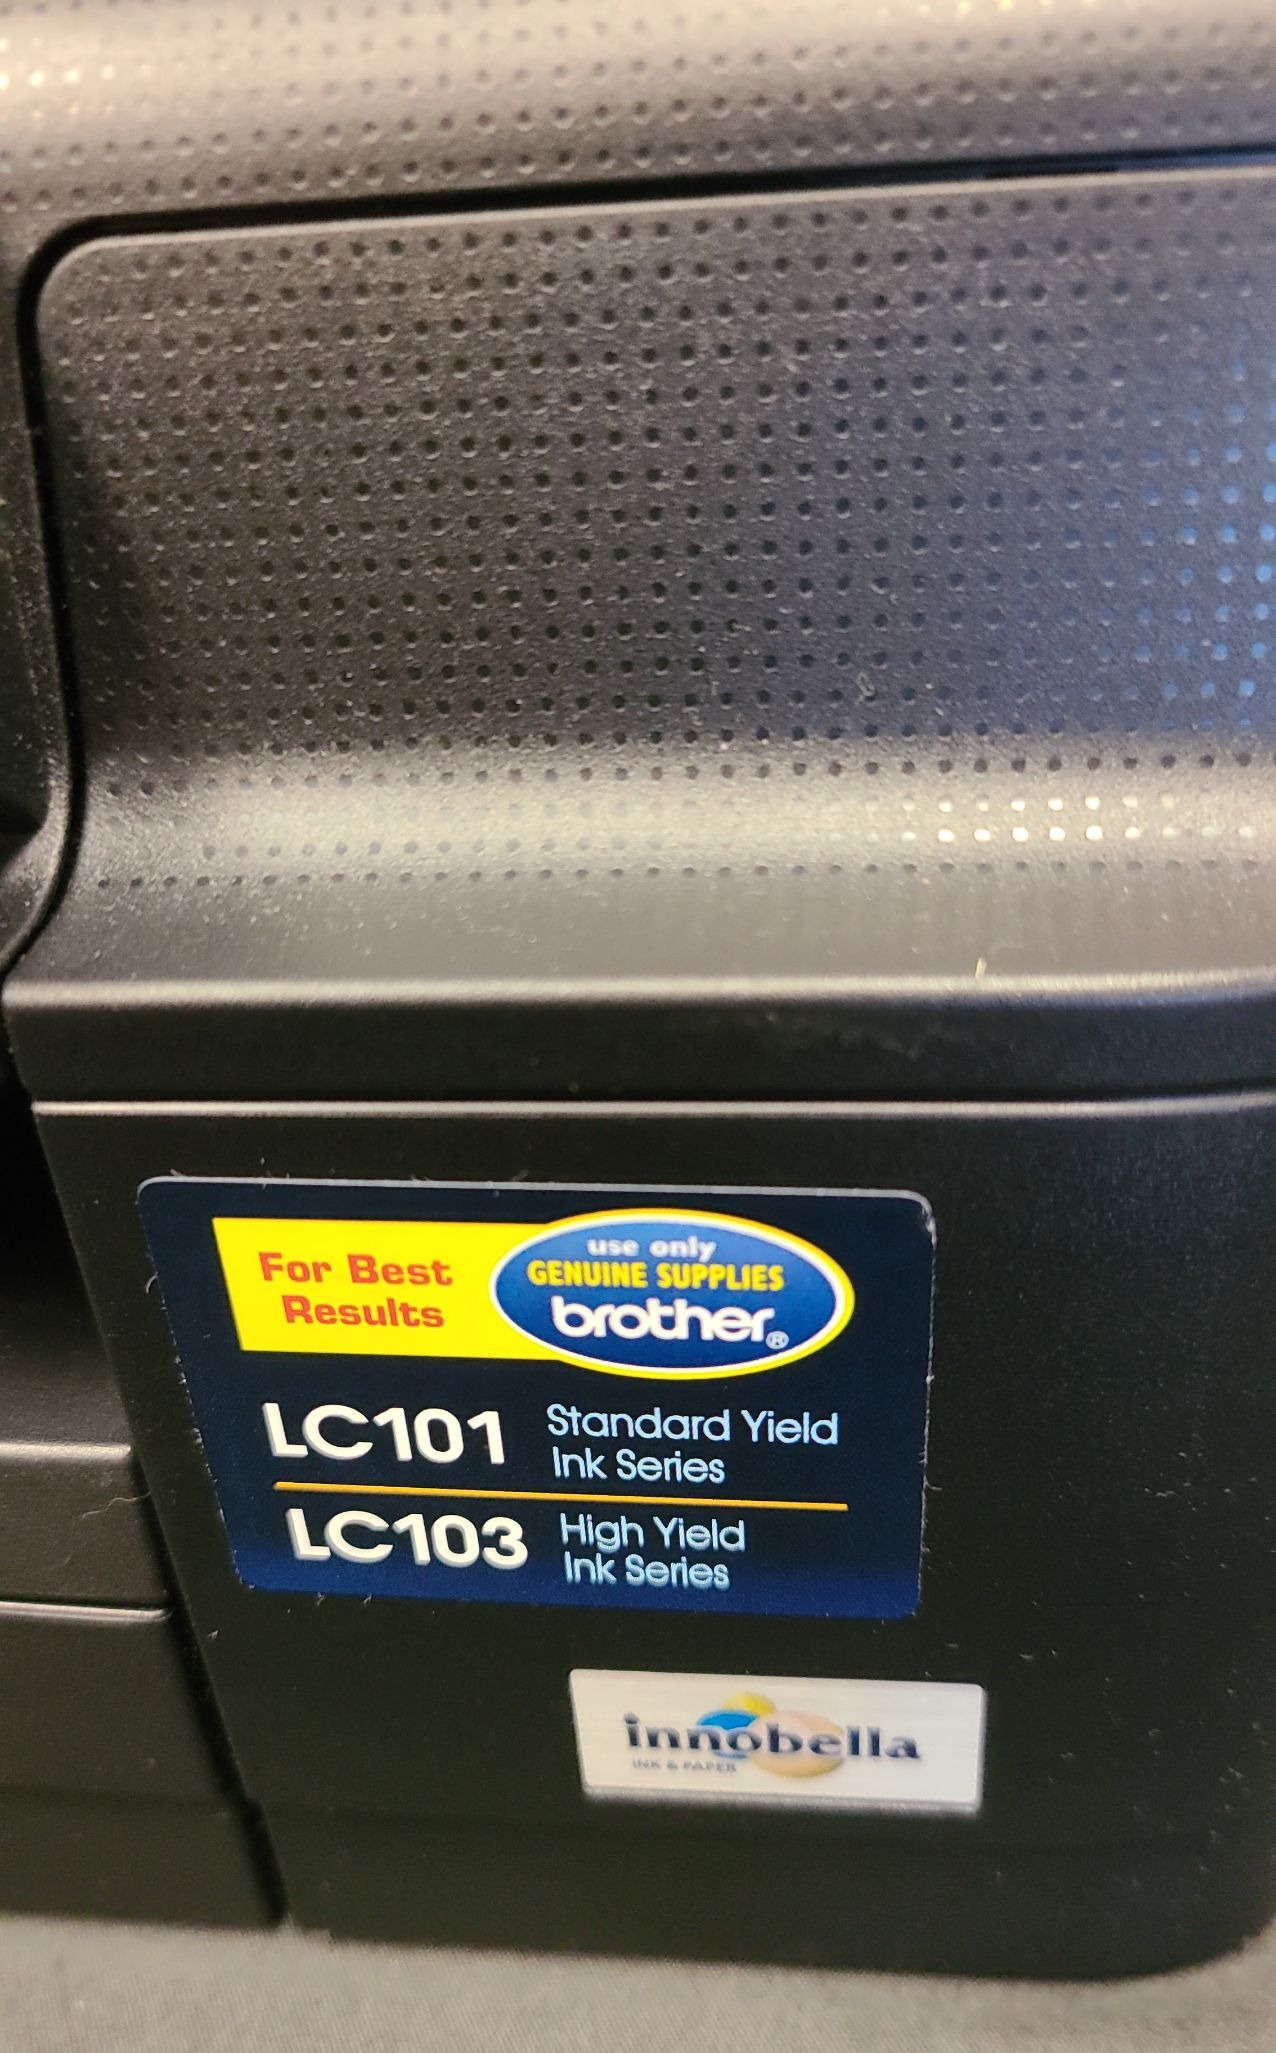 For Best
Results
use only
GENUINE SUPPLIES
brother®
LC101 Standard Yield
Ink Series
LC103 High Yield
Ink Series
innobella
INK & PAPER